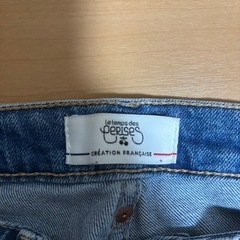 Le temps des
cerises
CRÉATION FRANÇAISE